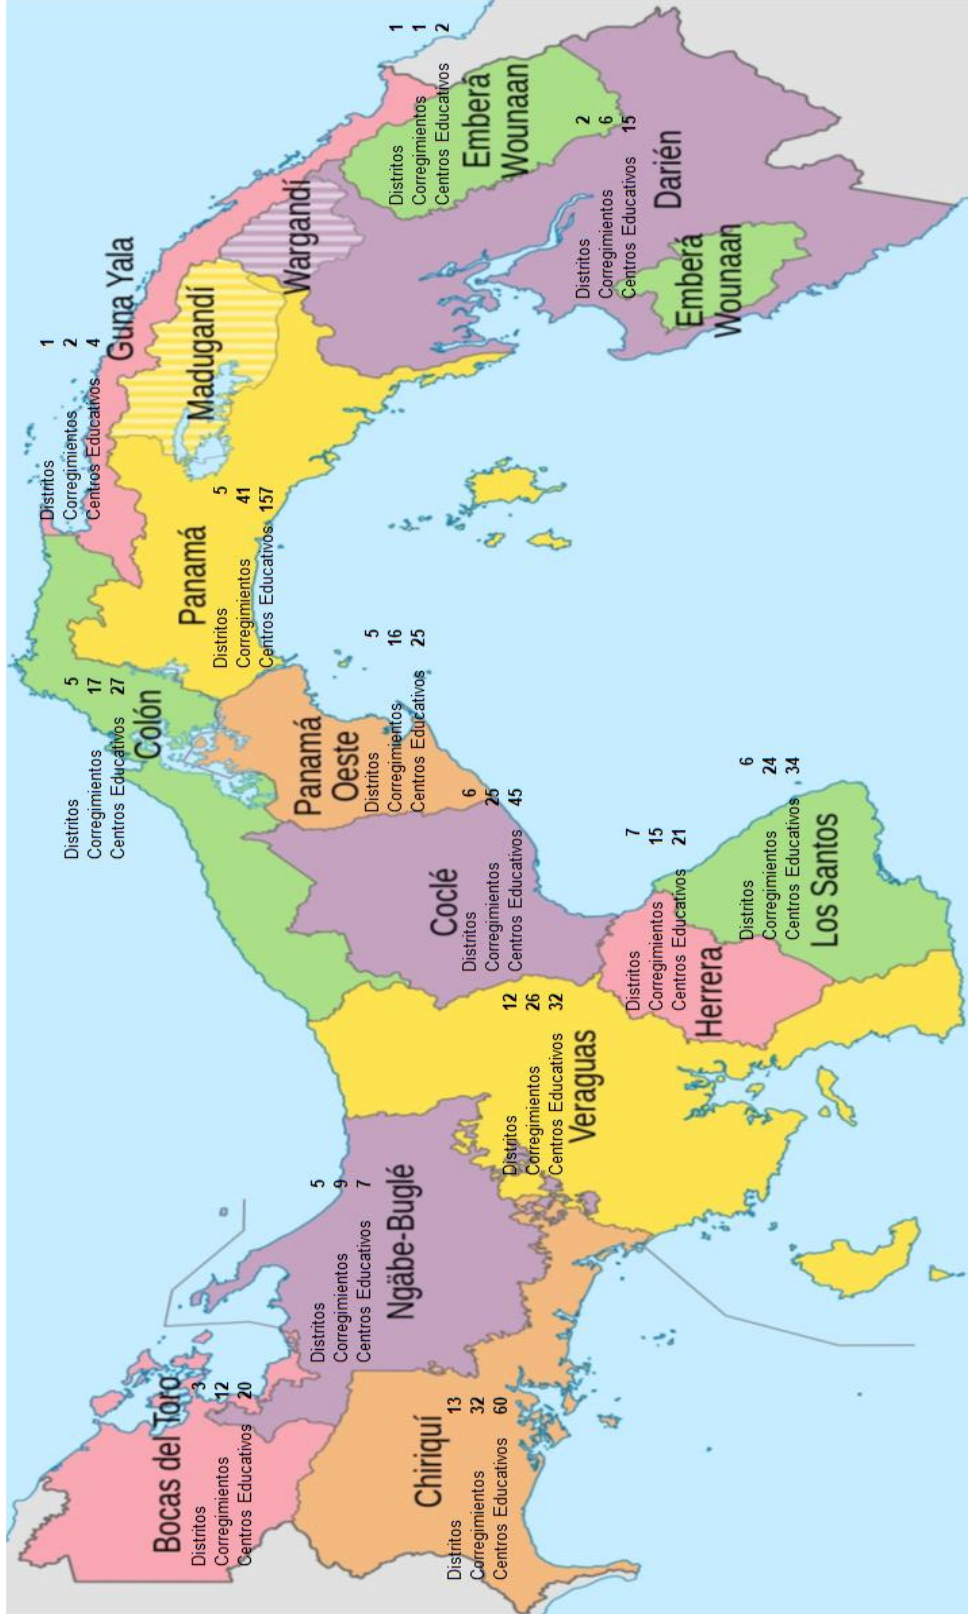 Bocas del Toro
Distritos 3
Corregimientos 12
Centros Educativos 20
Chiriquí
Distritos 13
Corregimientos 32
Centros Educativos 60
Distritos 5
Corregimientos 9
Centros Educativos 7
Ngäbe-Buglé
Distritos 12
Corregimientos 26
Centros Educativos 32
Veraguas
Distritos 7
Corregimientos 15
Centros Educativos 21
Herrera
Distritos 6
Corregimientos 24
Centros Educativos 34
Los Santos
Coclé
Distritos 6
Corregimientos 25
Centros Educativos 45
Distritos 5
Corregimientos 17
Centros Educativos 27
Colón
Panamá
Oeste
Distritos 5
Corregimientos 16
Centros Educativos 25
Panamá
Distritos 5
Corregimientos 41
Centros Educativos 157
Distritos 1
Corregimientos 2
Centros Educativos 4
Guna Yala
Madugandí
Wargandí
Distritos 1
Corregimientos 1
Centros Educativos 2
Emberá
Wounaan
Distritos 2
Corregimientos 6
Centros Educativos 15
Darién
Emberá
Wounaan